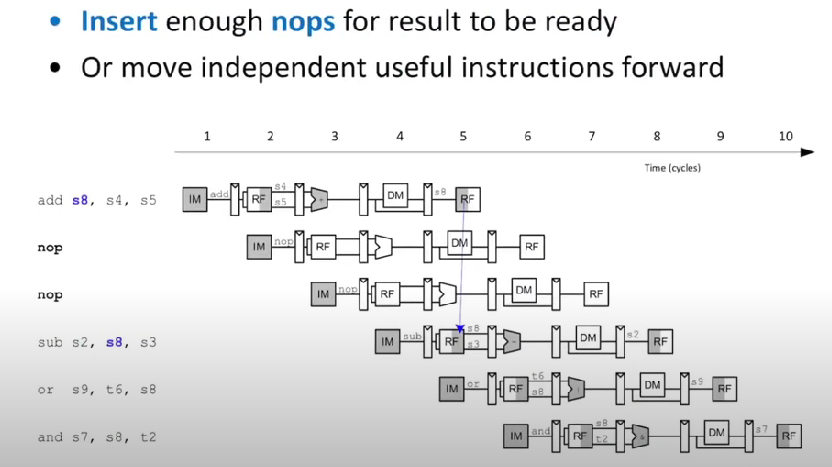 • Insert enough nops for result to be ready
• Or move independent useful instructions forward
1 2 3 4 5 6 7 8 9 10
Time (cycles)
add s8, s4, s5 IM add RF s4 s5 + DM s8 RF
nop IM nop RF DM RF
nop IM nop RF DM RF
sub s2, s8, s3 IM sub RF s8 s3 - DM s2 RF
or s9, t6, s8 IM or RF t6 s8 | DM s9 RF
and s7, s8, t2 IM and RF s8 t2 & DM s7 RF